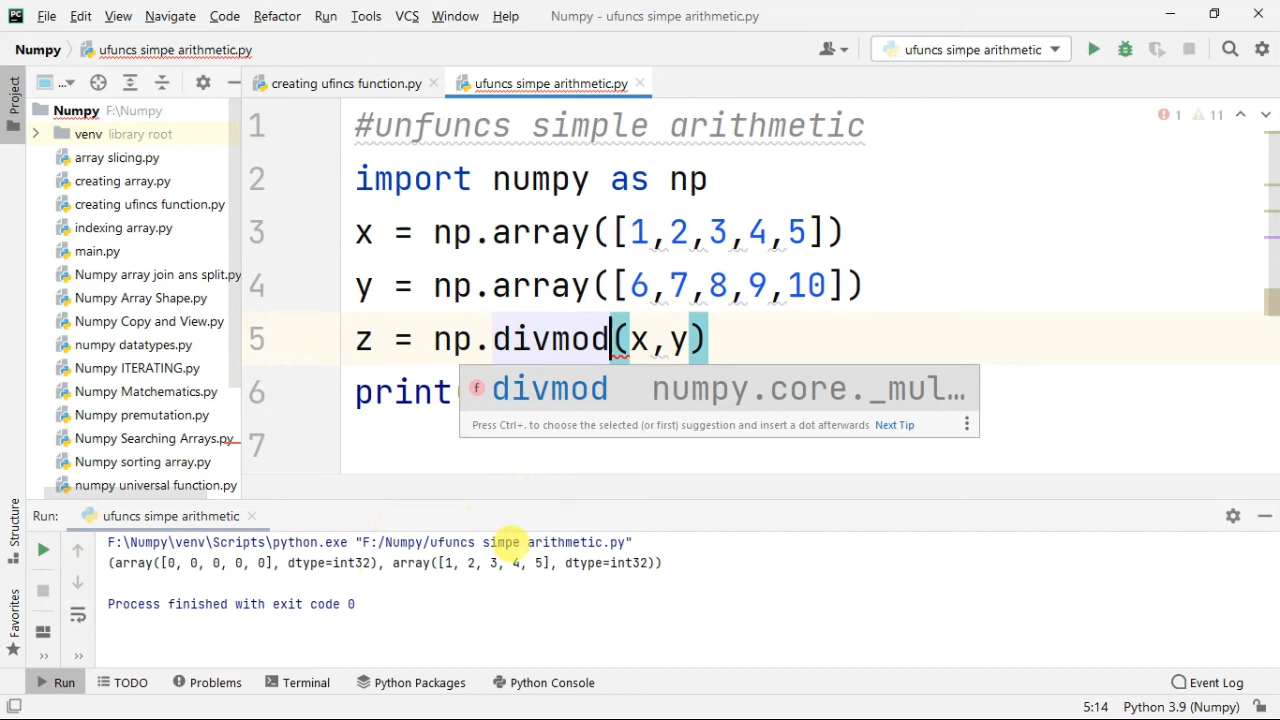 File Edit View Navigate Code Refactor Run Tools VCS Window Help Numpy - ufuncs simpe arithmetic.py
Numpy ufuncs simpe arithmetic.py ufuncs simpe arithmetic
... creating ufincs function.py ufuncs simpe arithmetic.py
Project
Numpy F:\Numpy
venv library root
array slicing.py
creating array.py
creating ufincs function.py
indexing array.py
main.py
Numpy array join ans split.py
Numpy Array Shape.py
Numpy Copy and View.py
numpy datatypes.py
Numpy ITERATING.py
Numpy Matchematics.py
Numpy premutation.py
Numpy Searching Arrays.py
Numpy sorting array.py
numpy universal function.py
1 #unfuncs simple arithmetic
1 11
2 import numpy as np
3 x = np.array([1,2,3,4,5])
4 y = np.array([6,7,8,9,10])
5 z = np.divmod(x,y)
6 print
7
f divmod numpy.core._mul...
Press Ctrl+. to choose the selected (or first) suggestion and insert a dot afterwards Next Tip
Structure
Favorites
Run: ufuncs simpe arithmetic
F:\Numpy\venv\Scripts\python.exe "F:/Numpy/ufuncs simpe arithmetic.py"
(array([0, 0, 0, 0, 0], dtype=int32), array([1, 2, 3, 4, 5], dtype=int32))
Process finished with exit code 0
Run TODO Problems Terminal Python Packages Python Console Event Log
5:14 Python 3.9 (Numpy)